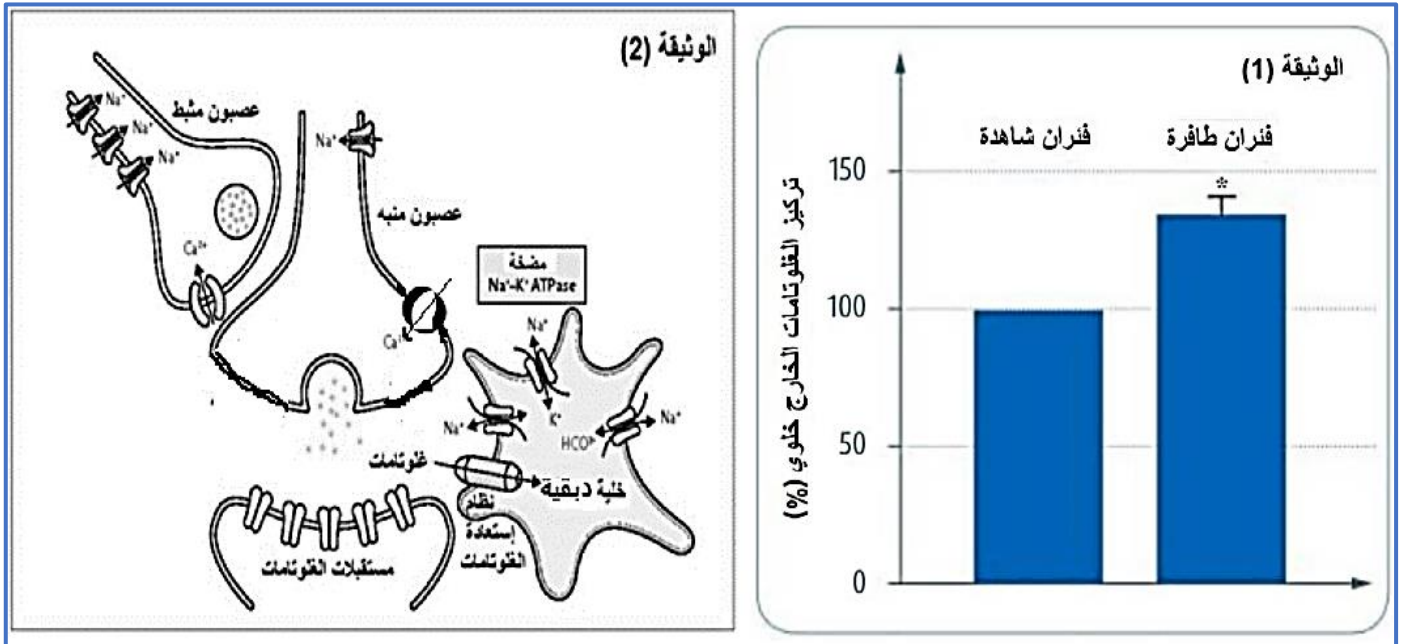 الوثيقة (1)
فئران شاهدة
فئران طافرة
*
تركيز الغلوتامات الخارج خلوي (%)
150
100
50
0
الوثيقة (2)
عصبون مثبط
Na⁺
Na⁺
Na⁺
Ca²⁺
عصبون منبه
Na⁺
Ca²⁺
مضخة
Na⁺-K⁺ ATPase
Na⁺
K⁺
Na⁺
HCO³⁻
Na⁺
غلوتامات
خلية دبقية
نظام
إستعادة
الغلوتامات
مستقبلات الغلوتامات